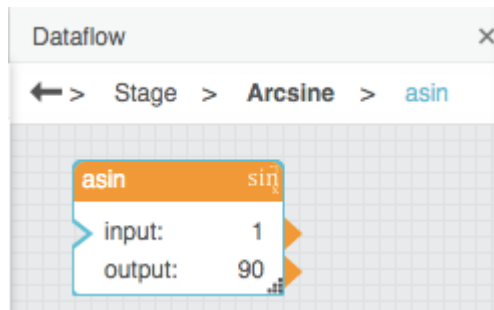 Dataflow ×
← > Stage > Arcsine > asin
asin sin⁻x
input: 1
output: 90